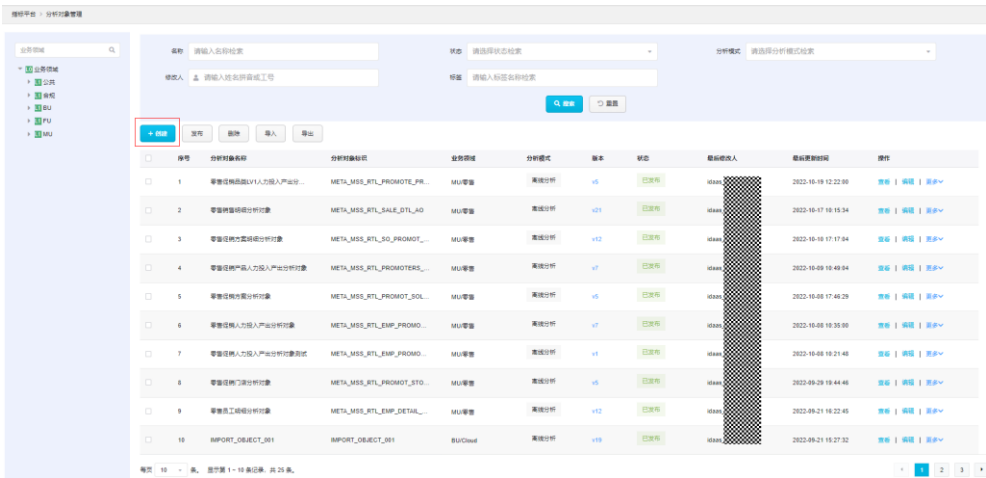 指标平台 > 分析对象管理
业务领域
业务领域
公共
合规
BU
FU
MU
名称 请输入名称检索 状态 请选择状态检索 分析模式 请选择分析模式检索
修改人 请输入姓名拼音或工号 标签 请输入标签名称检索
搜索 重置
+ 创建 发布 删除 导入 导出
序号 分析对象名称 分析对象标识 业务领域 分析模式 版本 状态 最后修改人 最后更新时间 操作
1 零售促销品类LV1人力投入产出分... META_MSS_RTL_PROMOTE_PR... MU/零售 离线分析 v5 已发布 idaas_ 2022-10-19 12:22:00 查看 | 编辑 | 更多
2 零售销售明细分析对象 META_MSS_RTL_SALE_DTL_AO MU/零售 离线分析 v21 已发布 idaas_ 2022-10-17 10:15:34 查看 | 编辑 | 更多
3 零售促销方案明细分析对象 META_MSS_RTL_SO_PROMOT_... MU/零售 离线分析 v12 已发布 idaas_ 2022-10-10 17:17:04 查看 | 编辑 | 更多
4 零售促销产品人力投入产出分析对象 META_MSS_RTL_PROMOTERS_... MU/零售 离线分析 v7 已发布 idaas_ 2022-10-09 10:49:04 查看 | 编辑 | 更多
5 零售促销方案分析对象 META_MSS_RTL_PROMOT_SOL... MU/零售 离线分析 v5 已发布 idaas_ 2022-10-08 17:46:29 查看 | 编辑 | 更多
6 零售促销人力投入产出分析对象 META_MSS_RTL_EMP_PROMO... MU/零售 离线分析 v7 已发布 idaas_ 2022-10-08 10:35:00 查看 | 编辑 | 更多
7 零售促销人力投入产出分析对象测试 META_MSS_RTL_EMP_PROMO... MU/零售 离线分析 v1 已发布 idaas_ 2022-10-08 10:21:48 查看 | 编辑 | 更多
8 零售促销门店分析对象 META_MSS_RTL_PROMOT_STO... MU/零售 离线分析 v5 已发布 idaas_ 2022-09-29 19:44:46 查看 | 编辑 | 更多
9 零售员工明细分析对象 META_MSS_RTL_EMP_DETAIL_... MU/零售 离线分析 v12 已发布 idaas_ 2022-09-21 16:22:45 查看 | 编辑 | 更多
10 IMPORT_OBJECT_001 IMPORT_OBJECT_001 BU/Cloud 离线分析 v19 已发布 idaas_ 2022-09-21 15:27:32 查看 | 编辑 | 更多
每页 10 条。 显示第 1 - 10 条记录，共 25 条。 1 2 3